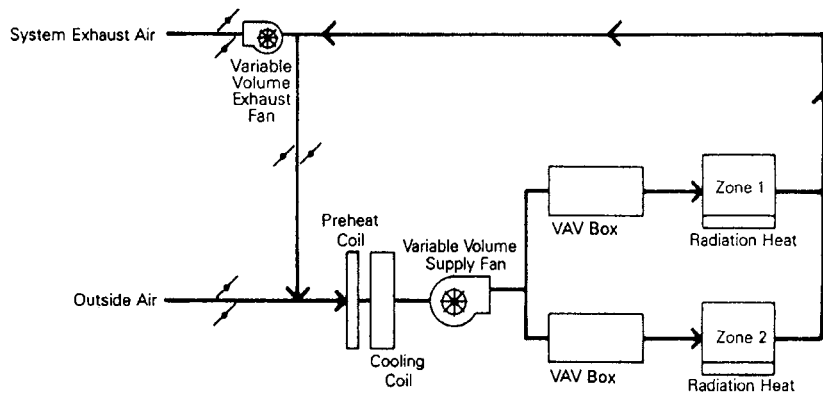 System Exhaust Air
Variable
Volume
Exhaust
Fan
Zone 1
VAV Box
Radiation Heat
Preheat
Coil
Variable Volume
Supply Fan
Outside Air
Cooling
Coil
Zone 2
VAV Box
Radiation Heat